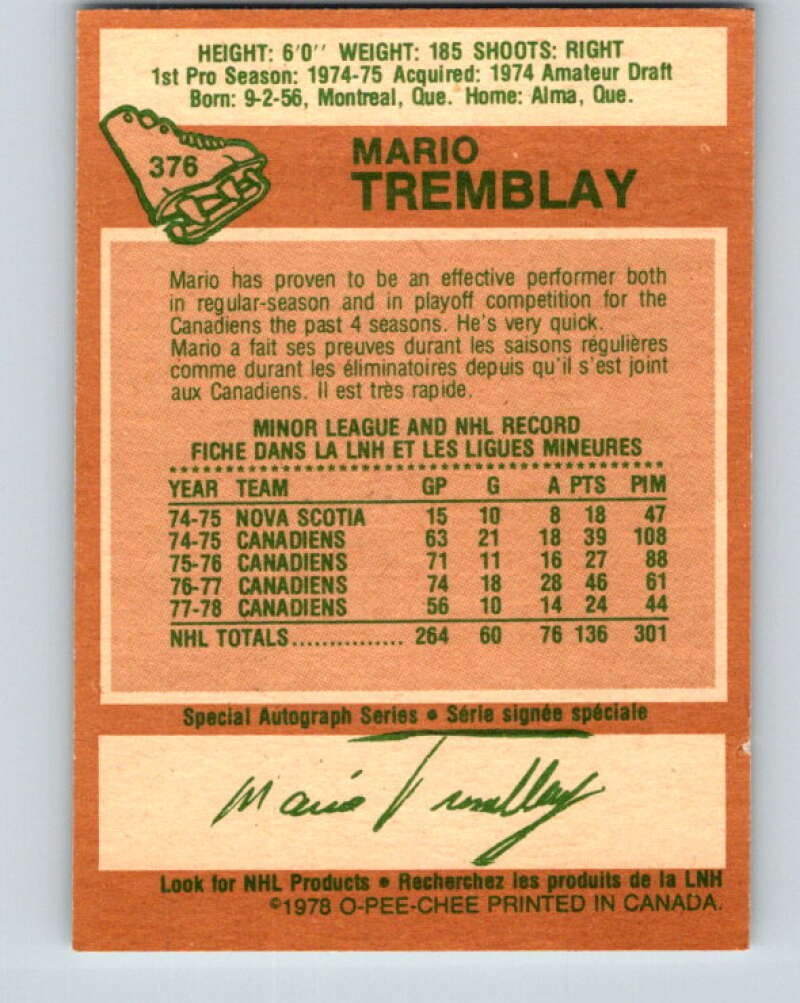 HEIGHT: 6'0'' WEIGHT: 185 SHOOTS: RIGHT
1st Pro Season: 1974-75 Acquired: 1974 Amateur Draft
Born: 9-2-56, Montreal, Que. Home: Alma, Que.
376
MARIO
TREMBLAY
Mario has proven to be an effective performer both
in regular-season and in playoff competition for the
Canadiens the past 4 seasons. He's very quick.
Mario a fait ses preuves durant les saisons régulières
comme durant les éliminatoires depuis qu'il s'est joint
aux Canadiens. Il est très rapide.
MINOR LEAGUE AND NHL RECORD
FICHE DANS LA LNH ET LES LIGUES MINEURES
YEAR TEAM GP G A PTS PIM
74-75 NOVA SCOTIA 15 10 8 18 47
74-75 CANADIENS 63 21 18 39 108
75-76 CANADIENS 71 11 16 27 88
76-77 CANADIENS 74 18 28 46 61
77-78 CANADIENS 56 10 14 24 44
NHL TOTALS............... 264 60 76 136 301
Special Autograph Series • Série signée spéciale
Mario Tremblay
Look for NHL Products • Recherchez les produits de la LNH
©1978 O-PEE-CHEE PRINTED IN CANADA.